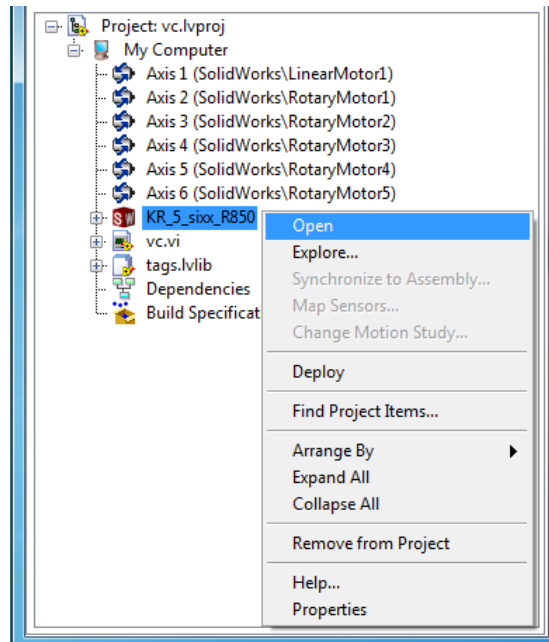 Project: vc.lvproj
My Computer
Axis 1 (SolidWorks\LinearMotor1)
Axis 2 (SolidWorks\RotaryMotor1)
Axis 3 (SolidWorks\RotaryMotor2)
Axis 4 (SolidWorks\RotaryMotor3)
Axis 5 (SolidWorks\RotaryMotor4)
Axis 6 (SolidWorks\RotaryMotor5)
SW KR_5_sixx_R850
vc.vi
tags.lvlib
Dependencies
Build Specificat
Open
Explore...
Synchronize to Assembly...
Map Sensors...
Change Motion Study...
Deploy
Find Project Items...
Arrange By
Expand All
Collapse All
Remove from Project
Help...
Properties